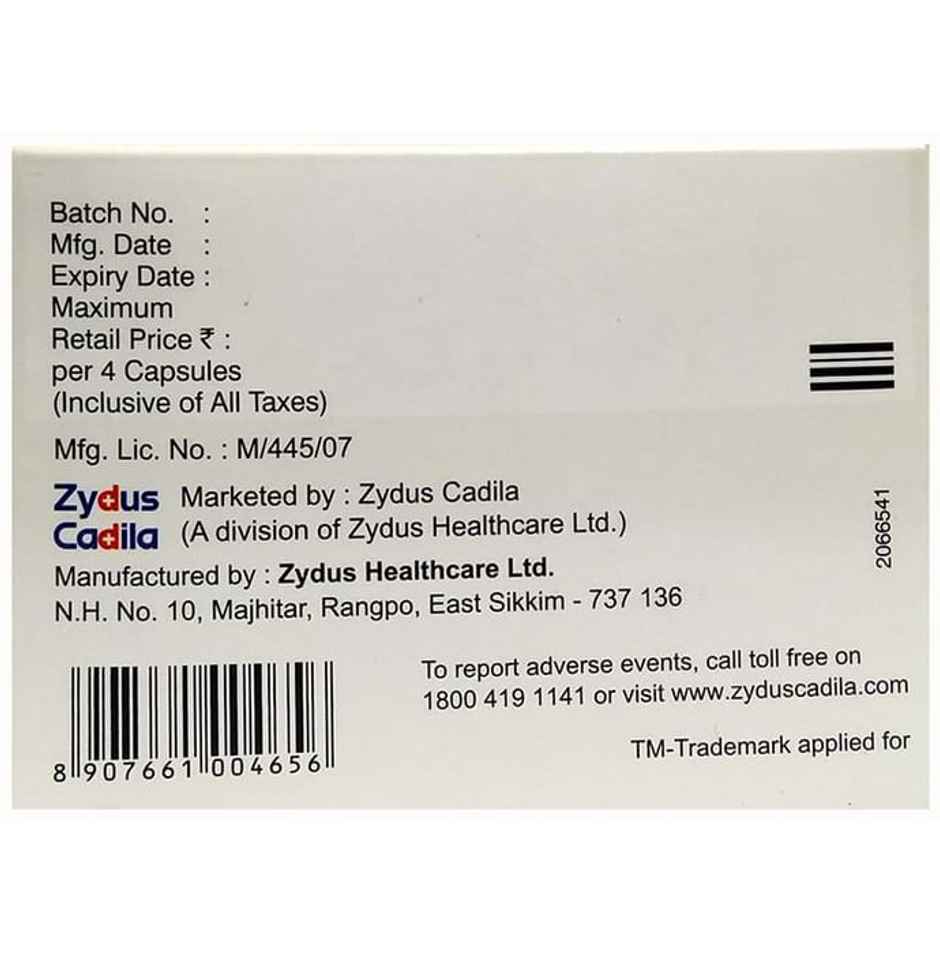 Batch No. :
Mfg. Date :
Expiry Date :
Maximum
Retail Price ₹ :
per 4 Capsules
(Inclusive of All Taxes)
Mfg. Lic. No. : M/445/07
Zydus
Cadila
Marketed by : Zydus Cadila
(A division of Zydus Healthcare Ltd.)
Manufactured by : Zydus Healthcare Ltd.
N.H. No. 10, Majhitar, Rangpo, East Sikkim - 737 136
2066541
To report adverse events, call toll free on
1800 419 1141 or visit www.zyduscadila.com
TM-Trademark applied for
8 907661 004656